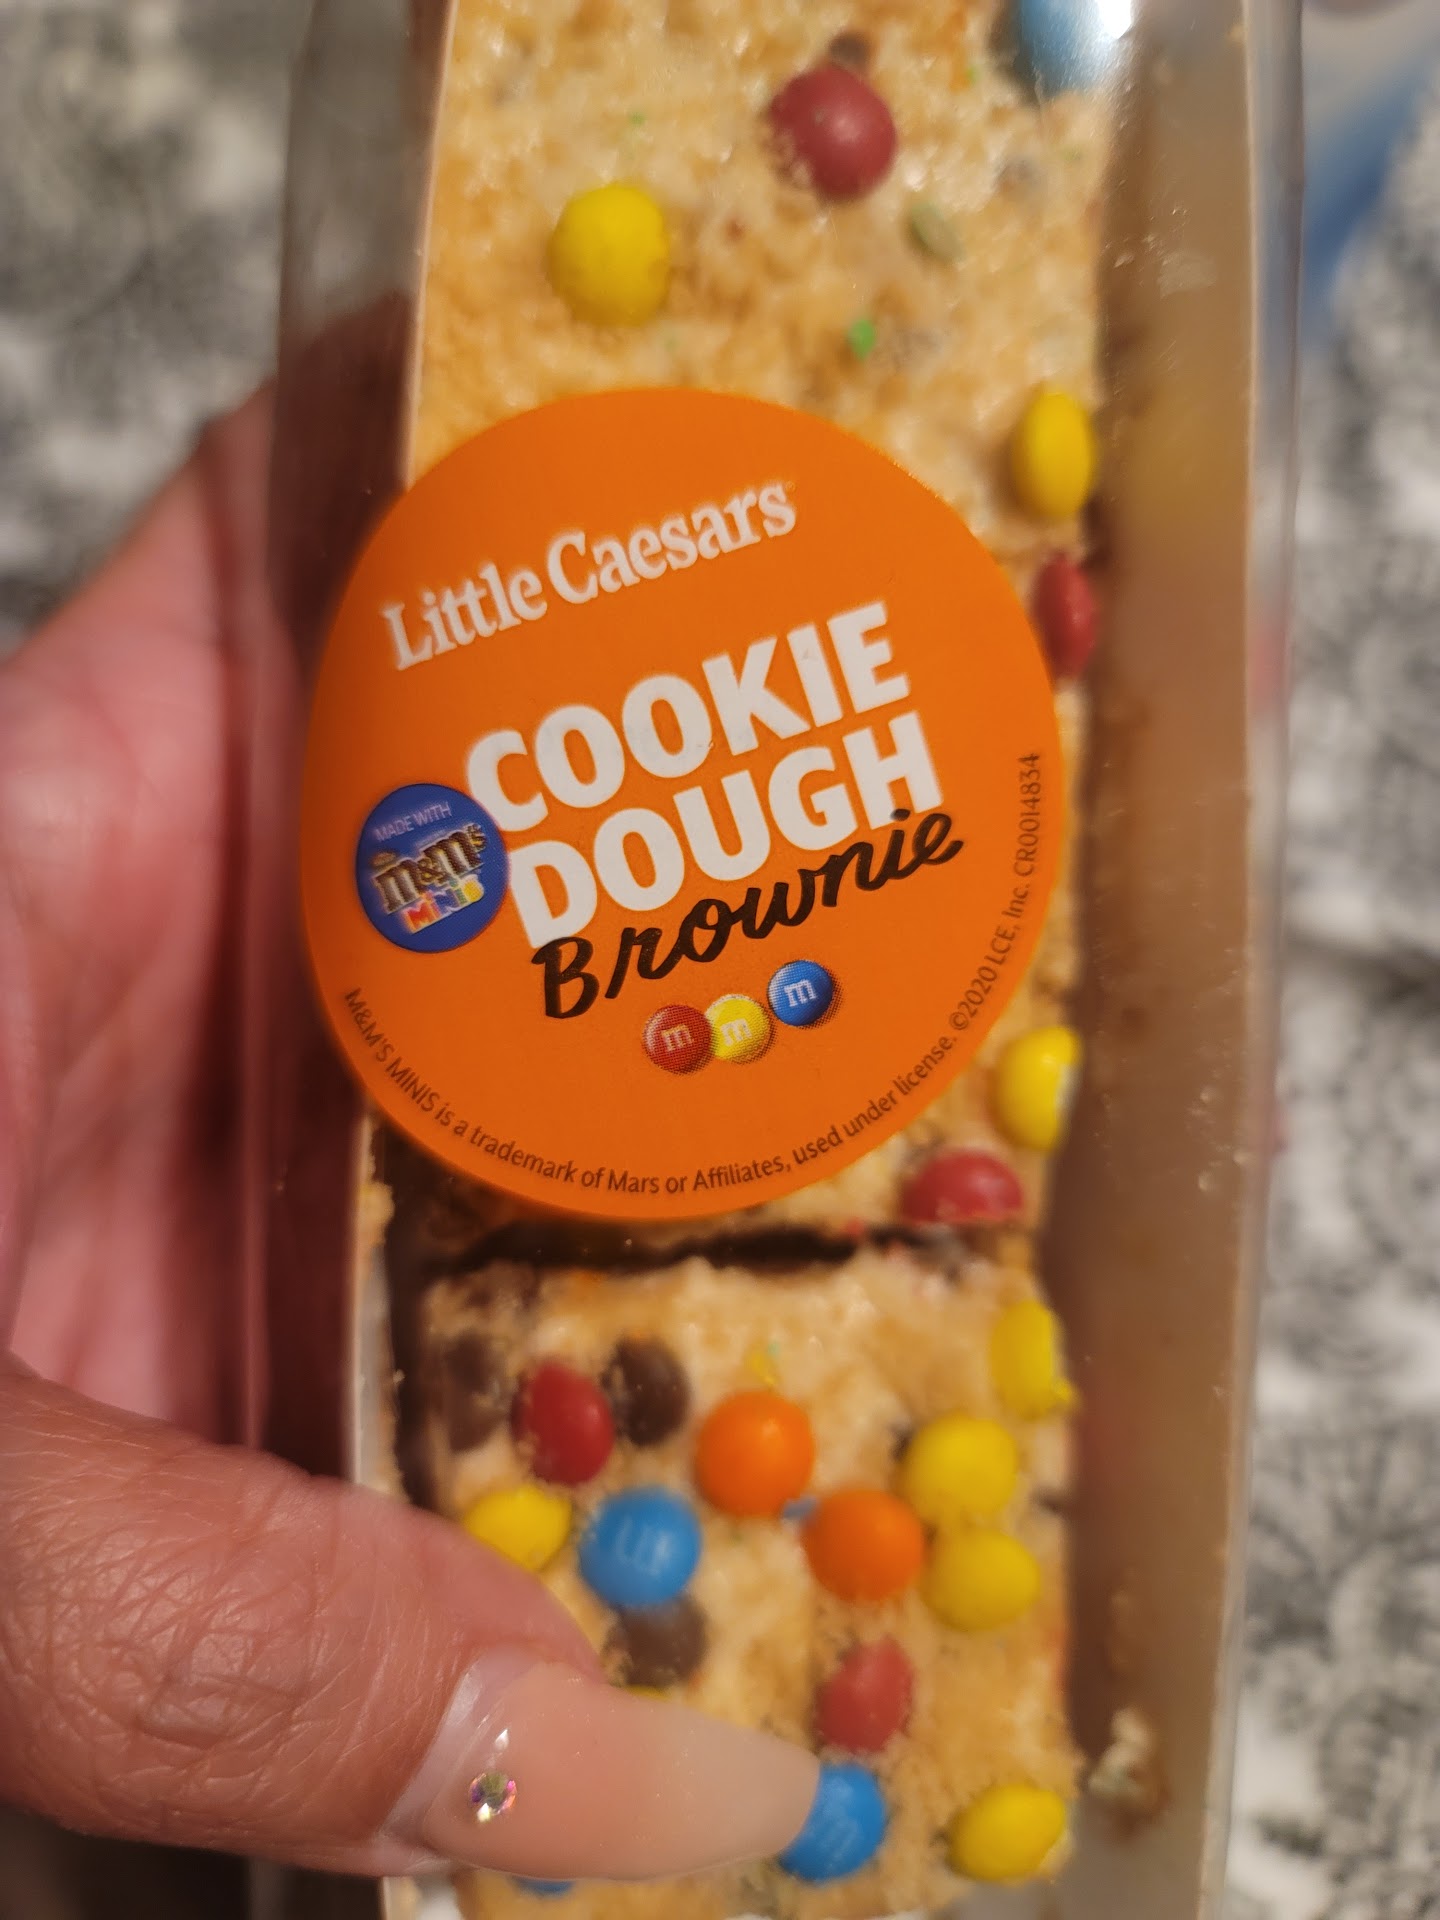 Little Caesars
COOKIE
DOUGH
Brownie
MADE WITH
m&m's
MINIS
m
m
m
M&M'S MINIS is a trademark of Mars or Affiliates, used under license. ©2020 LCE, Inc. CR0014834
m
m